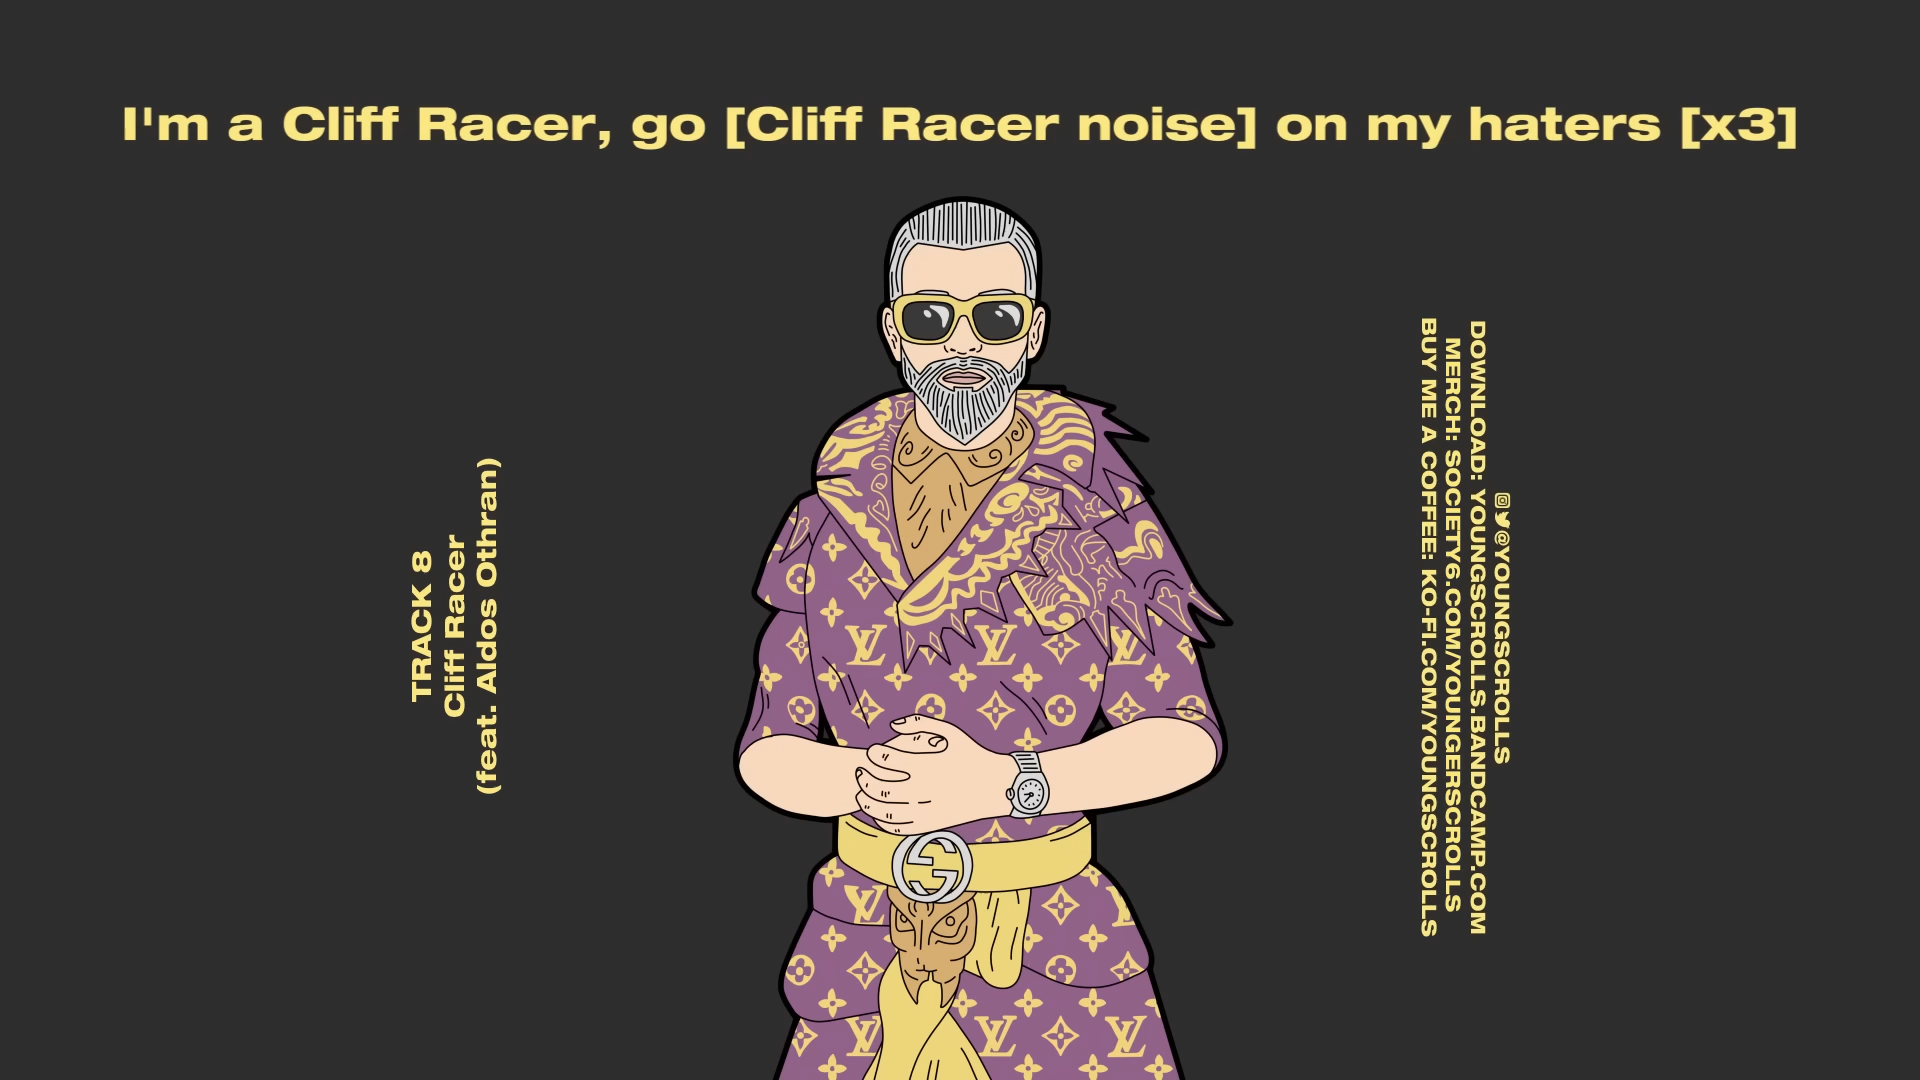 I'm a Cliff Racer, go [Cliff Racer noise] on my haters [x3]
TRACK 8
Cliff Racer
(feat. Aldos Othran)
@YOUNGSCROLLS
DOWNLOAD: YOUNGSCROLLS.BANDCAMP.COM
MERCH: SOCIETY6.COM/YOUNGERSCROLLS
BUY ME A COFFEE: KO-FI.COM/YOUNGSCROLLS